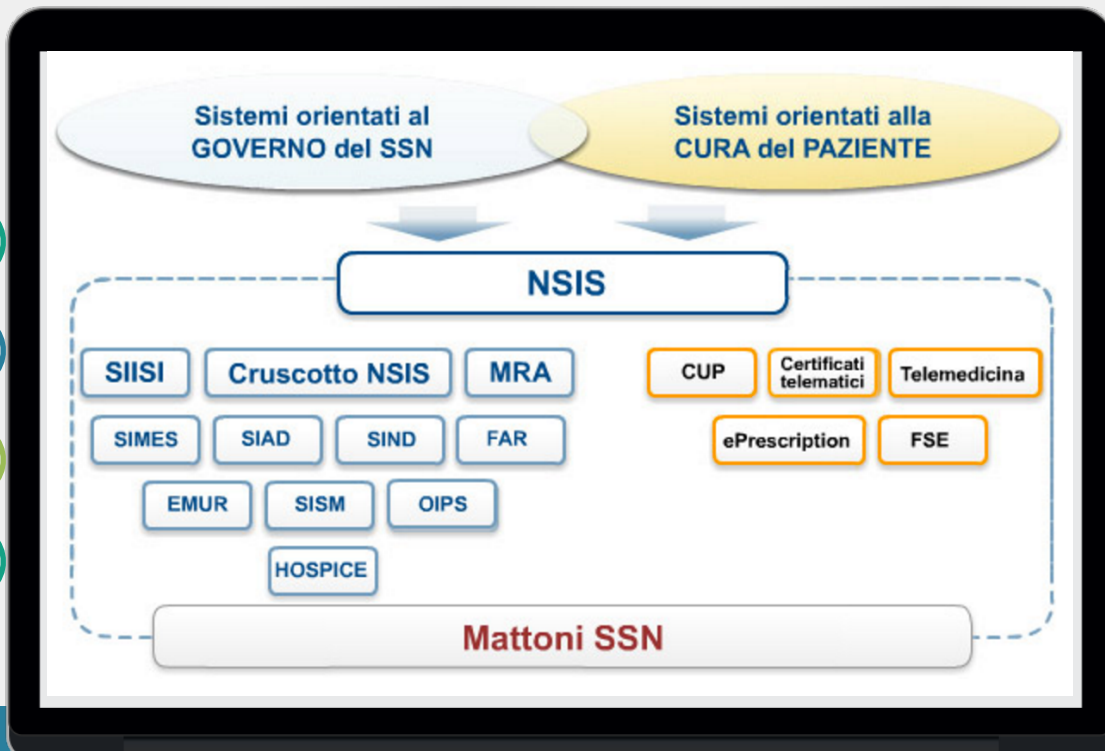 Sistemi orientati al
GOVERNO del SSN
Sistemi orientati alla
CURA del PAZIENTE
NSIS
SIISI
Cruscotto NSIS
MRA
CUP
Certificati
telematici
Telemedicina
SIMES
SIAD
SIND
FAR
ePrescription
FSE
EMUR
SISM
OIPS
HOSPICE
Mattoni SSN